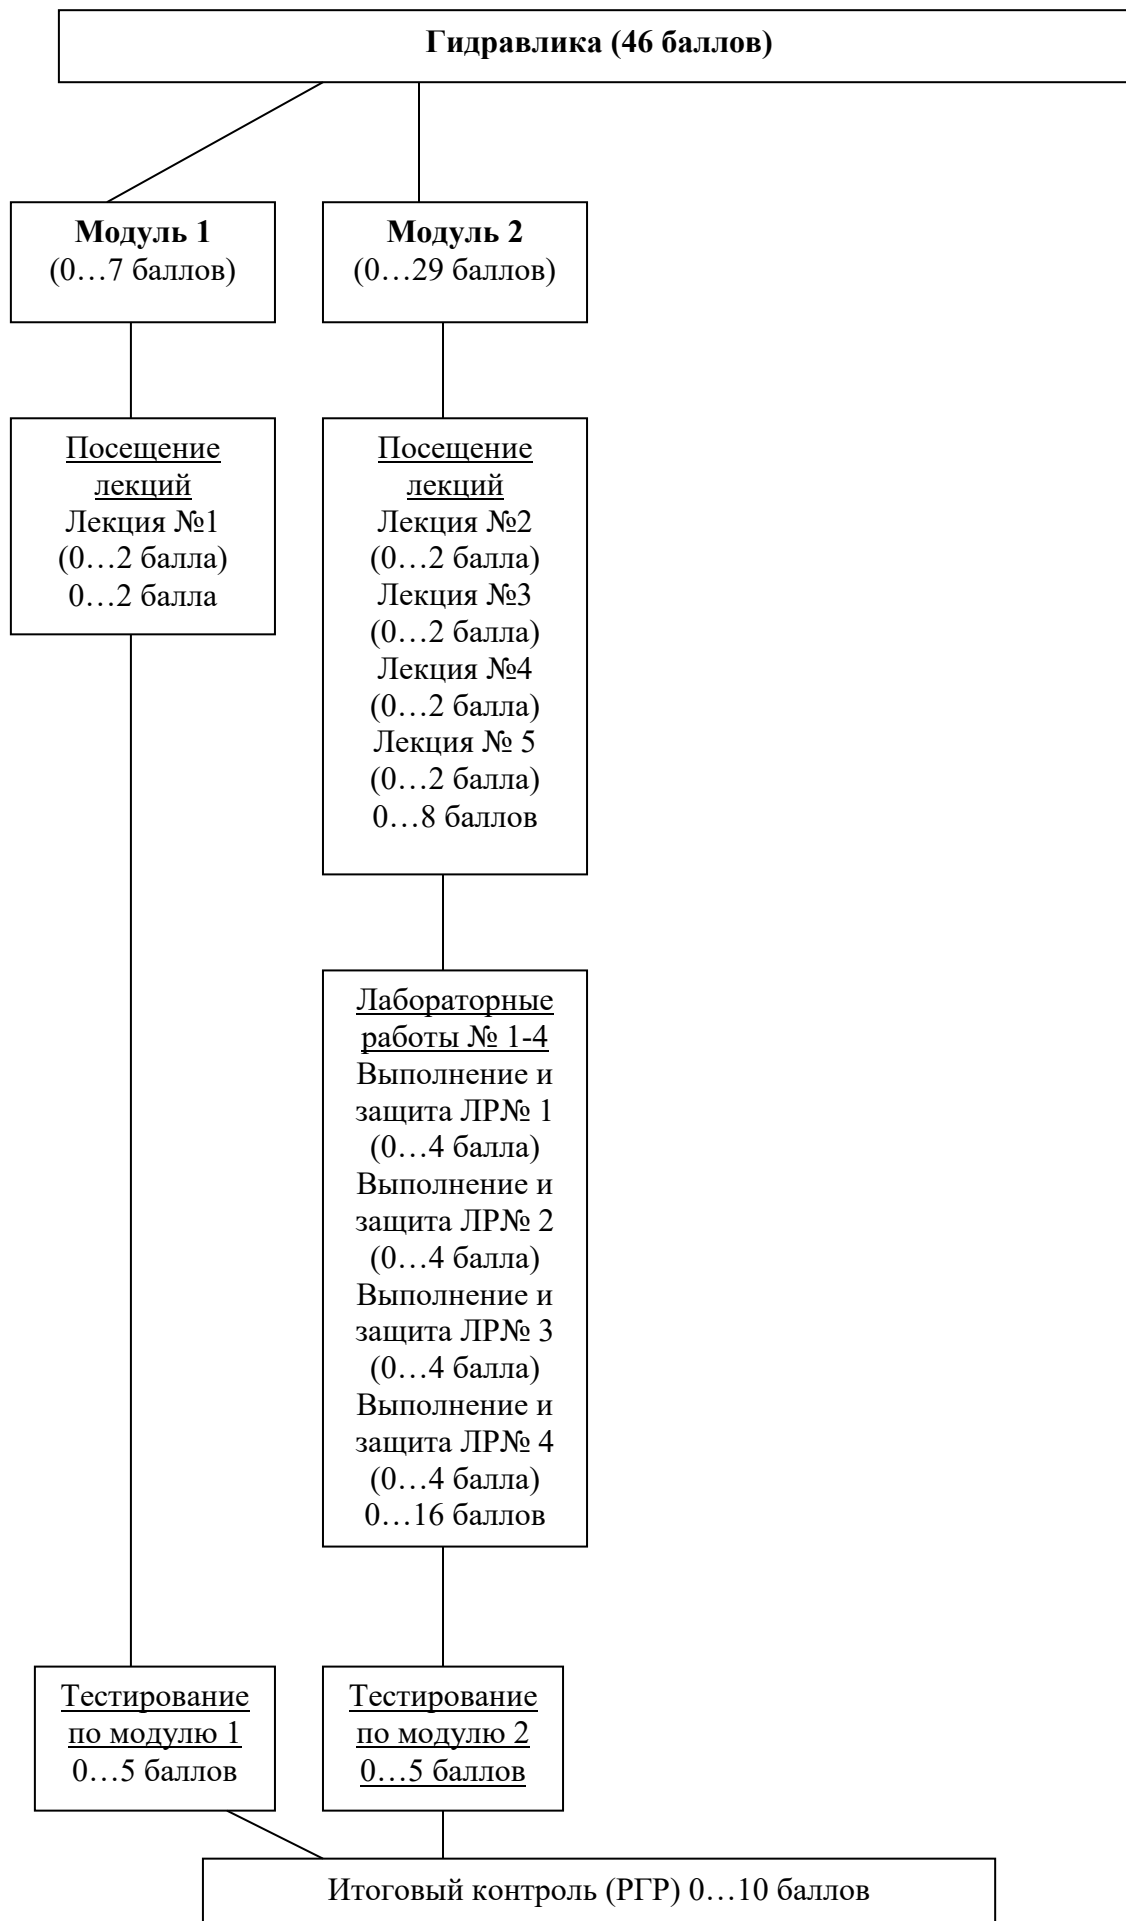 Гидравлика (46 баллов)
Модуль 1
(0…7 баллов)
Модуль 2
(0…29 баллов)
Посещение
лекций
Лекция №1
(0…2 балла)
0…2 балла
Посещение
лекций
Лекция №2
(0…2 балла)
Лекция №3
(0…2 балла)
Лекция №4
(0…2 балла)
Лекция № 5
(0…2 балла)
0…8 баллов
Лабораторные
работы № 1-4
Выполнение и
защита ЛР№ 1
(0…4 балла)
Выполнение и
защита ЛР№ 2
(0…4 балла)
Выполнение и
защита ЛР№ 3
(0…4 балла)
Выполнение и
защита ЛР№ 4
(0…4 балла)
0…16 баллов
Тестирование
по модулю 1
0…5 баллов
Тестирование
по модулю 2
0…5 баллов
Итоговый контроль (РГР) 0…10 баллов